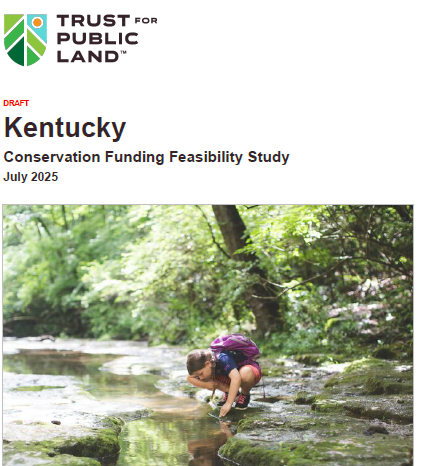 TRUST FOR
PUBLIC
LAND™
DRAFT
Kentucky
Conservation Funding Feasibility Study
July 2025